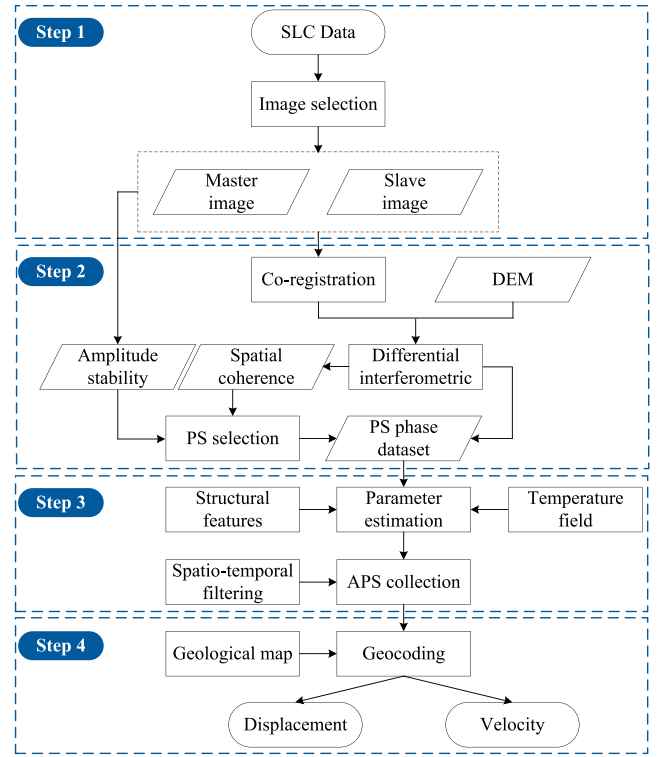 Step 1
SLC Data
Image selection
Master
image
Slave
image
Step 2
Co-registration
DEM
Amplitude
stability
Spatial
coherence
Differential
interferometric
PS selection
PS phase
dataset
Step 3
Structural
features
Parameter
estimation
Temperature
field
Spatio-temporal
filtering
APS collection
Step 4
Geological map
Geocoding
Displacement
Velocity